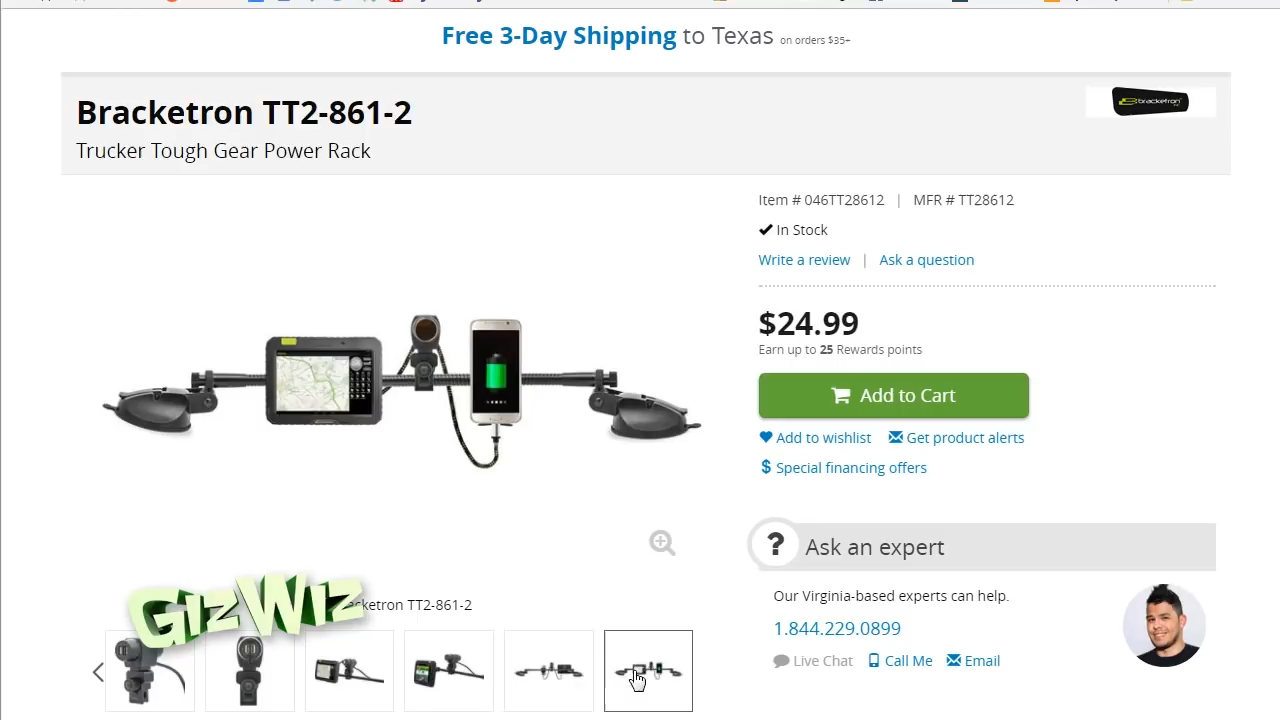 Free 3-Day Shipping to Texas on orders $35+
Bracketron TT2-861-2
bracketron
Trucker Tough Gear Power Rack
Item # 046TT28612 | MFR # TT28612
In Stock
Write a review | Ask a question
$24.99
Earn up to 25 Rewards points
Add to Cart
Add to wishlist Get product alerts
$ Special financing offers
? Ask an expert
Our Virginia-based experts can help.
1.844.229.0899
Live Chat Call Me Email
GizWiz
acketron TT2-861-2